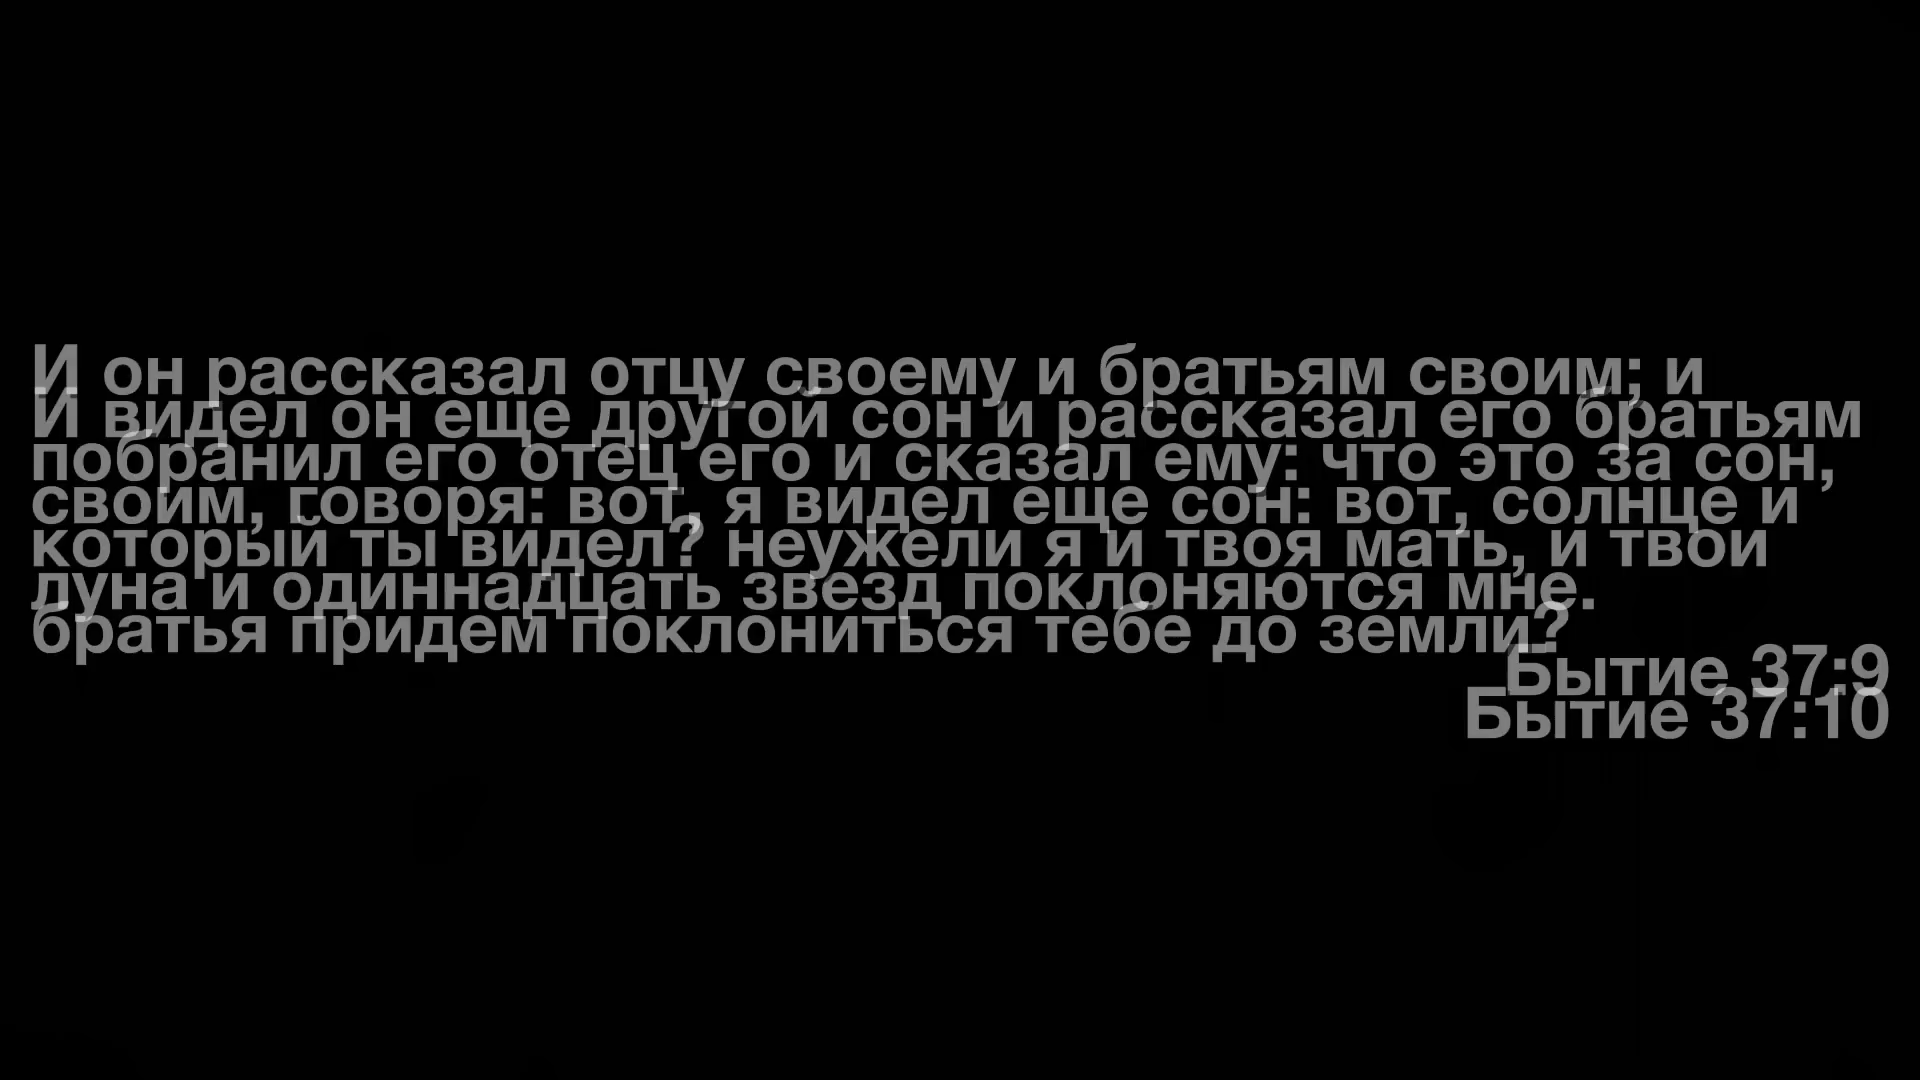 И он рассказал отцу своему и братьям своим; и
И видел он еще другой сон и рассказал его братьям
побранил его отец его и сказал ему: что это за сон,
своим, говоря: вот, я видел еще сон: вот, солнце и
который ты видел? неужели я и твоя мать, и твои
луна и одиннадцать звезд поклоняются мне.
братья придем поклониться тебе до земли?
Бытие 37:9
Бытие 37:10